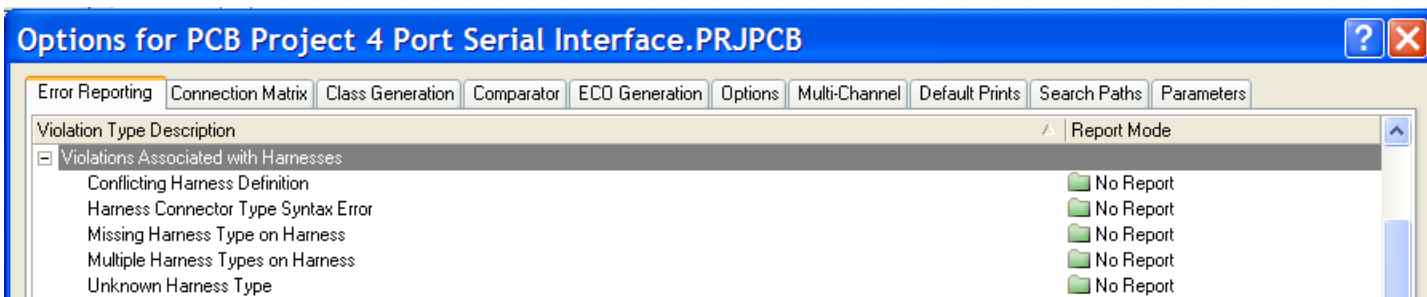 Options for PCB Project 4 Port Serial Interface.PRJPCB
Error Reporting Connection Matrix Class Generation Comparator ECO Generation Options Multi-Channel Default Prints Search Paths Parameters
Violation Type Description Report Mode
Violations Associated with Harnesses
Conflicting Harness Definition No Report
Harness Connector Type Syntax Error No Report
Missing Harness Type on Harness No Report
Multiple Harness Types on Harness No Report
Unknown Harness Type No Report